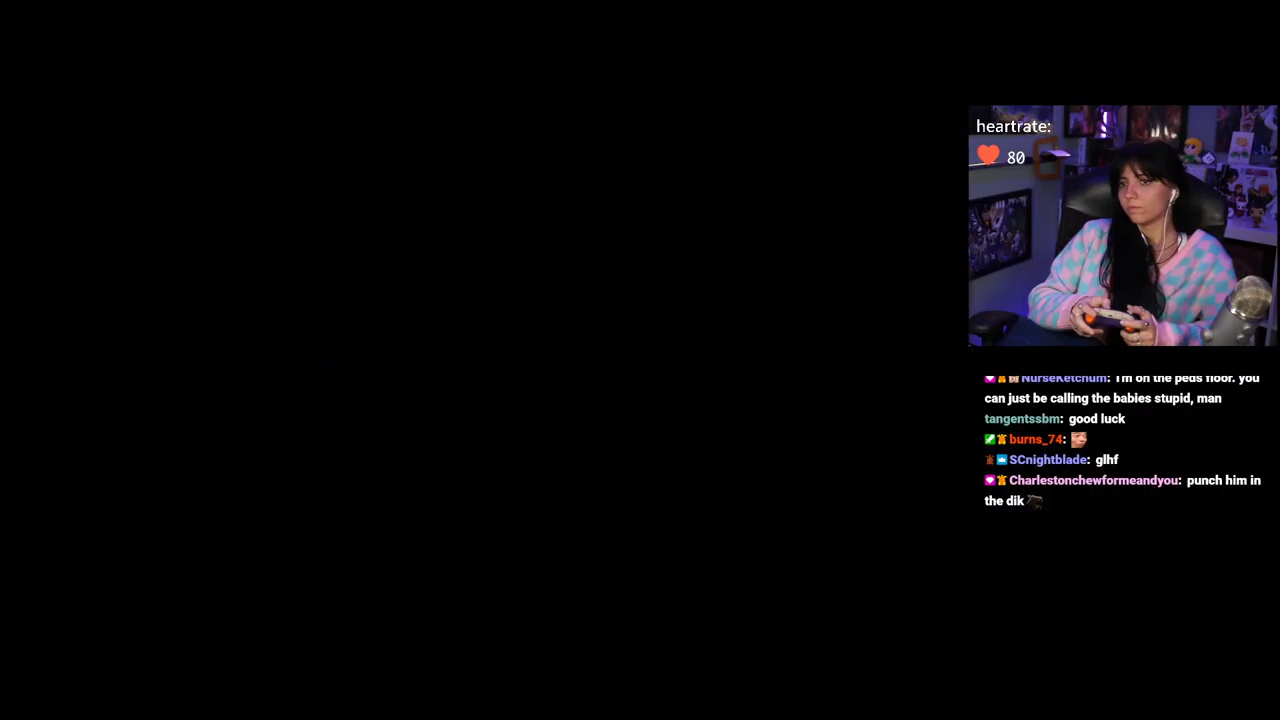 heartrate:
80
NurseKetchum: I'm on the peds floor. you
can just be calling the babies stupid, man
tangentssbm: good luck
burns_74:
SCnightblade: glhf
Charlestonchewformeandyou: punch him in
the dik